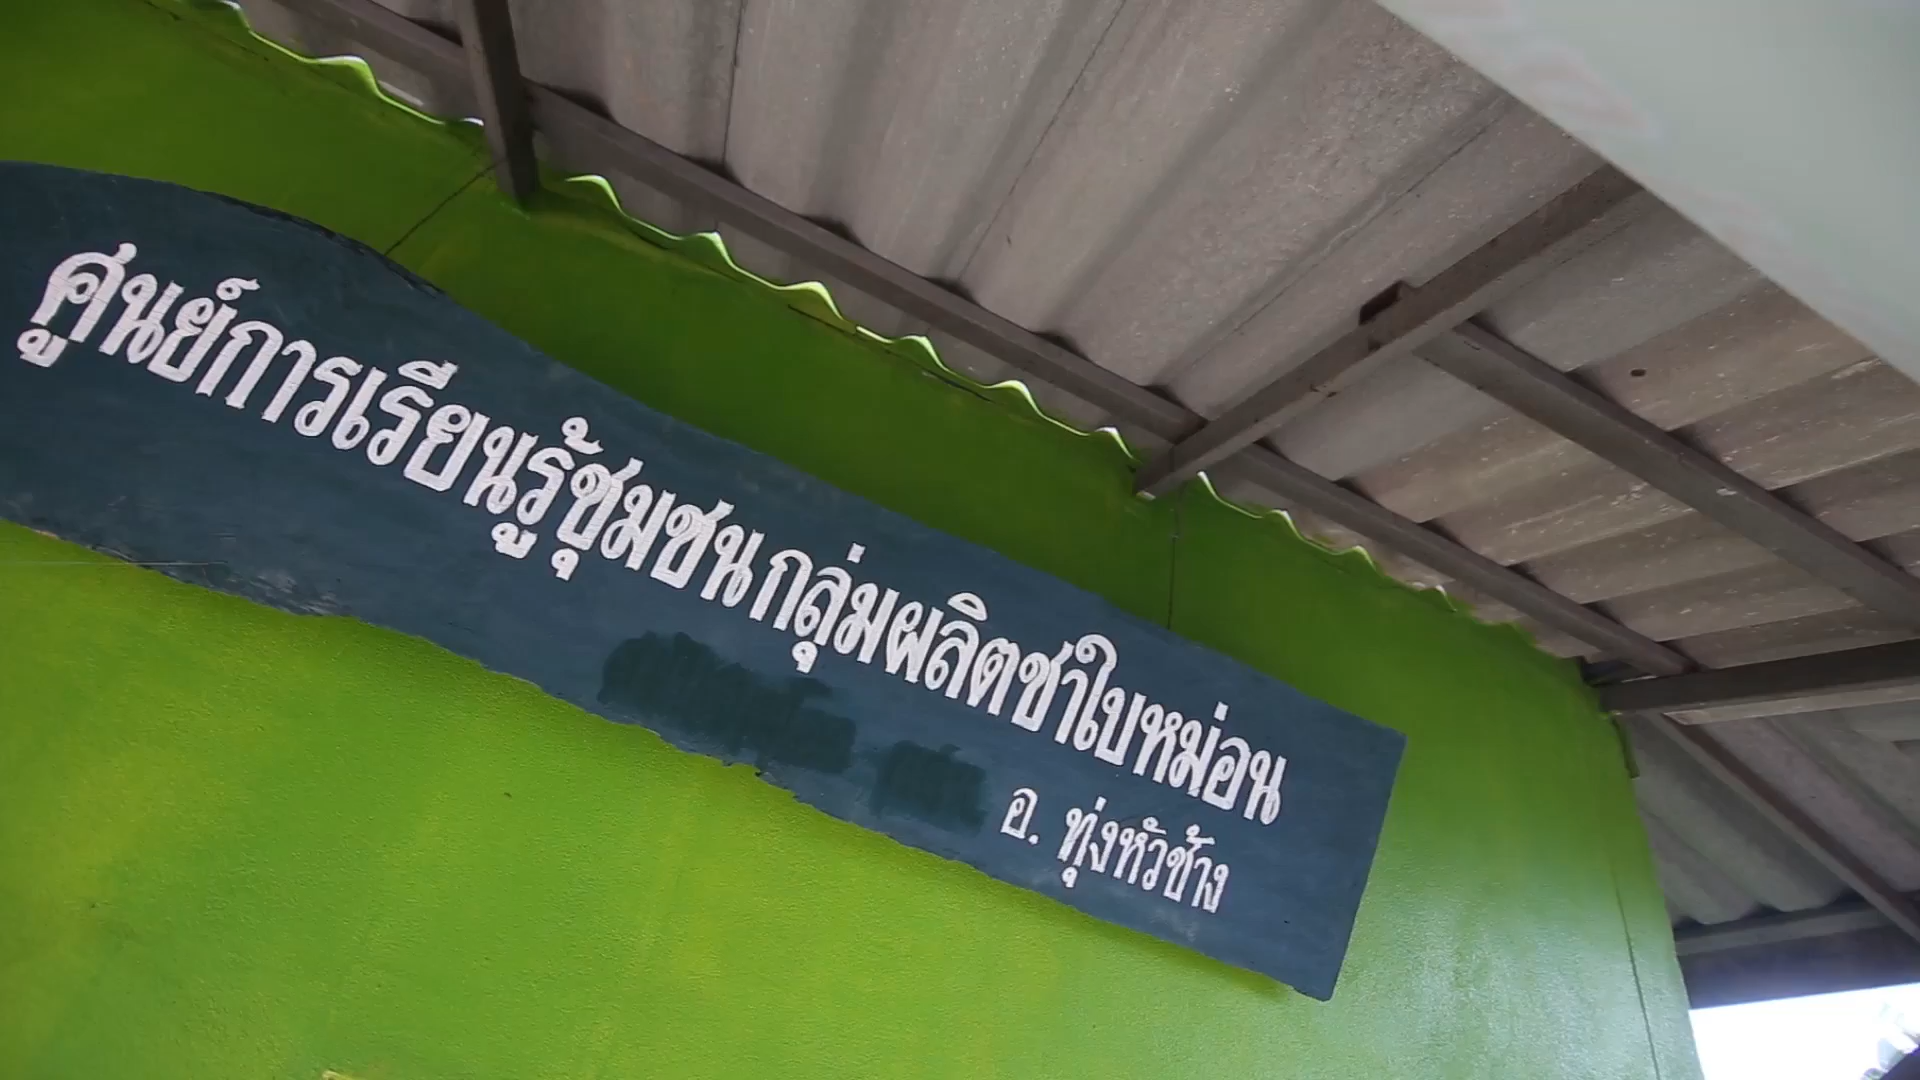 ศูนย์การเรียนรู้ชุมชนกลุ่มผลิตชาใบหม่อน
อ. ทุ่งหัวช้าง